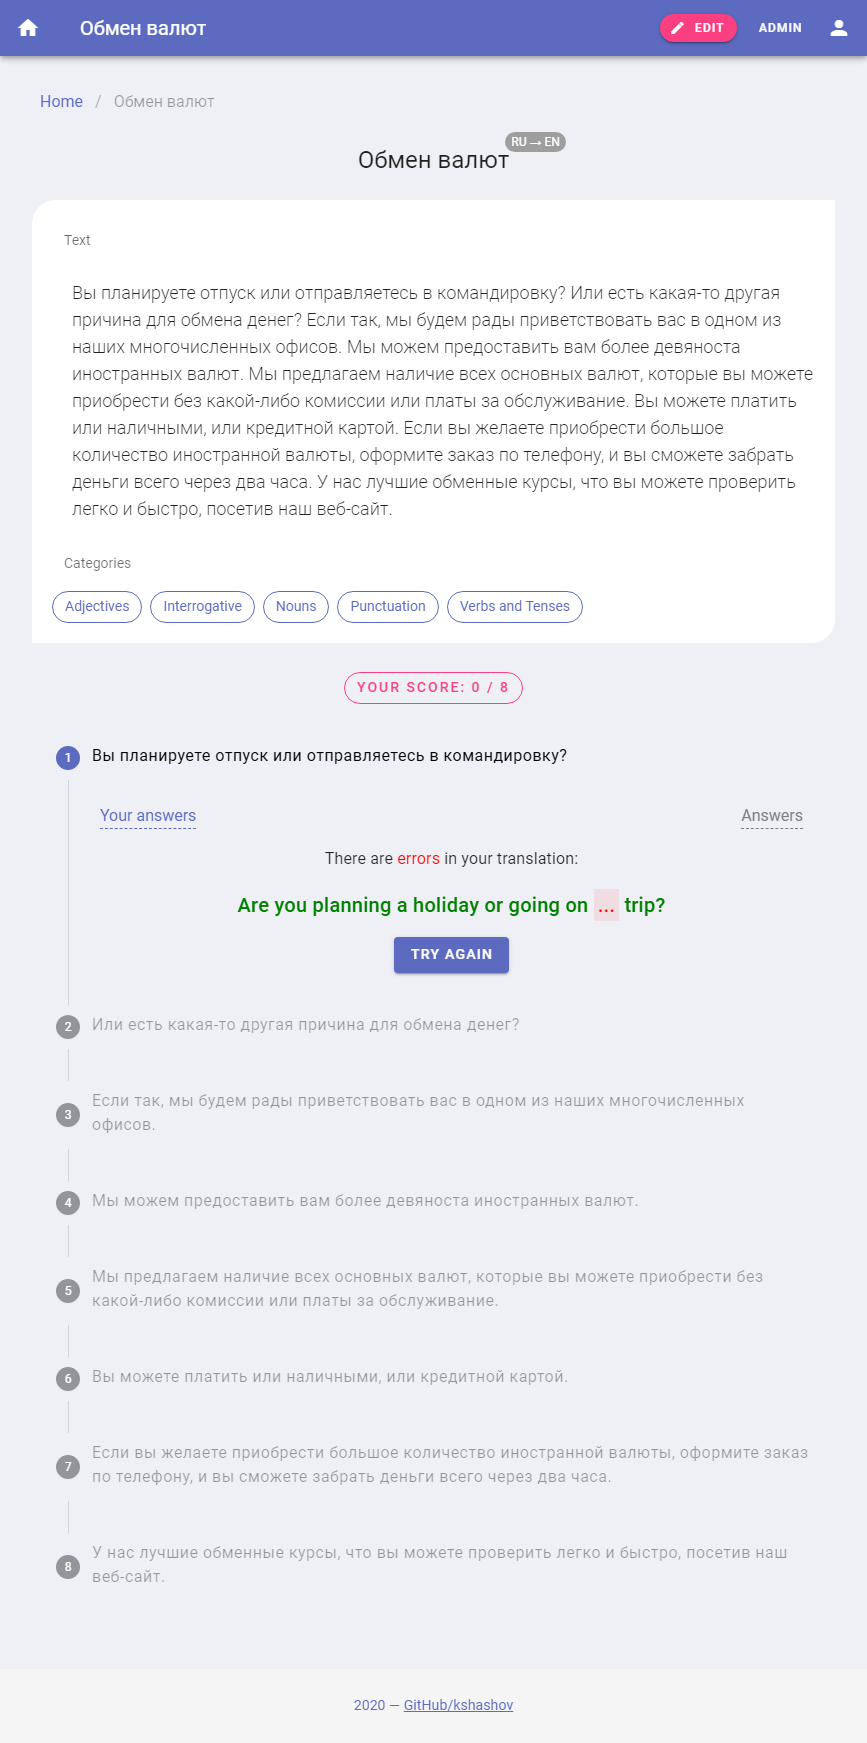 Обмен валют
EDIT
ADMIN
Home / Обмен валют
RU→EN
Обмен валют
Text
Вы планируете отпуск или отправляетесь в командировку? Или есть какая-то другая
причина для обмена денег? Если так, мы будем рады приветствовать вас в одном из
наших многочисленных офисов. Мы можем предоставить вам более девяноста
иностранных валют. Мы предлагаем наличие всех основных валют, которые вы можете
приобрести без какой-либо комиссии или платы за обслуживание. Вы можете платить
или наличными, или кредитной картой. Если вы желаете приобрести большое
количество иностранной валюты, оформите заказ по телефону, и вы сможете забрать
деньги всего через два часа. У нас лучшие обменные курсы, что вы можете проверить
легко и быстро, посетив наш веб-сайт.
Categories
Adjectives Interrogative Nouns Punctuation Verbs and Tenses
YOUR SCORE: 0 / 8
1 Вы планируете отпуск или отправляетесь в командировку?
Your answers Answers
There are errors in your translation:
Are you planning a holiday or going on ... trip?
TRY AGAIN
2 Или есть какая-то другая причина для обмена денег?
3 Если так, мы будем рады приветствовать вас в одном из наших многочисленных
офисов.
4 Мы можем предоставить вам более девяноста иностранных валют.
5 Мы предлагаем наличие всех основных валют, которые вы можете приобрести без
какой-либо комиссии или платы за обслуживание.
6 Вы можете платить или наличными, или кредитной картой.
7 Если вы желаете приобрести большое количество иностранной валюты, оформите заказ
по телефону, и вы сможете забрать деньги всего через два часа.
8 У нас лучшие обменные курсы, что вы можете проверить легко и быстро, посетив наш
веб-сайт.
2020 — GitHub/kshashov